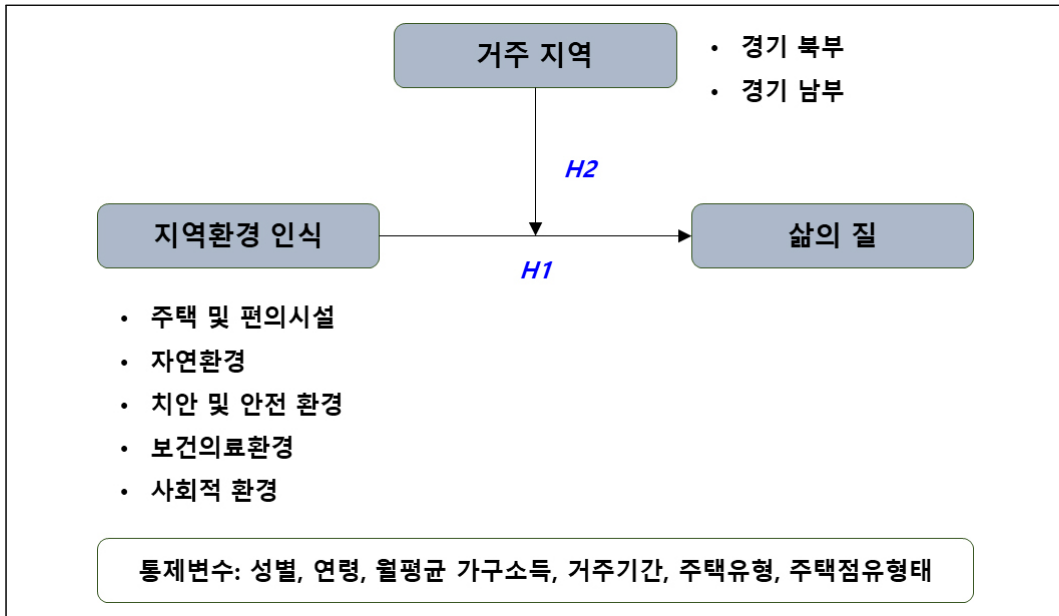 거주 지역
• 경기 북부
• 경기 남부
H2
지역환경 인식
삶의 질
H1
• 주택 및 편의시설
• 자연환경
• 치안 및 안전 환경
• 보건의료환경
• 사회적 환경
통제변수: 성별, 연령, 월평균 가구소득, 거주기간, 주택유형, 주택점유형태